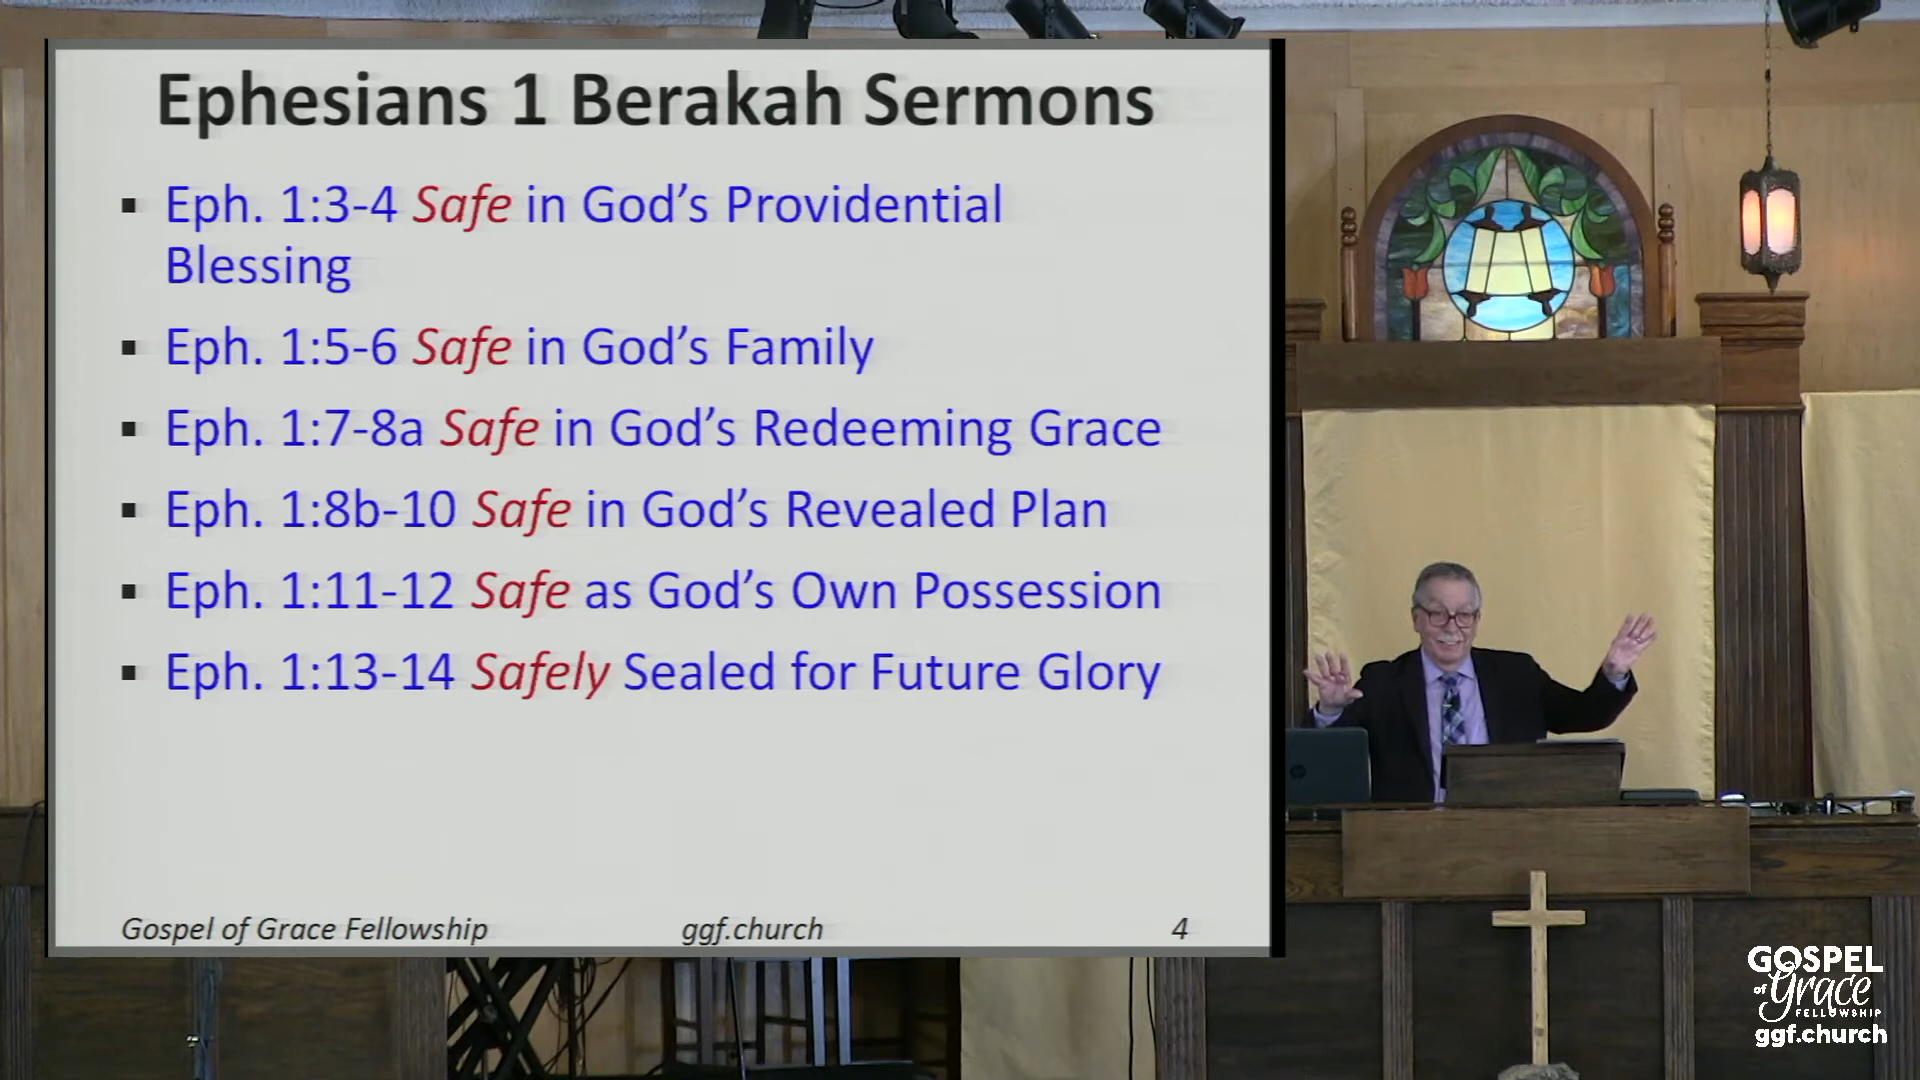 Ephesians 1 Berakah Sermons
▪ Eph. 1:3-4 Safe in God's Providential
Blessing
▪ Eph. 1:5-6 Safe in God's Family
▪ Eph. 1:7-8a Safe in God's Redeeming Grace
▪ Eph. 1:8b-10 Safe in God's Revealed Plan
▪ Eph. 1:11-12 Safe as God's Own Possession
▪ Eph. 1:13-14 Safely Sealed for Future Glory
Gospel of Grace Fellowship ggf.church 4
GOSPEL
of Grace
FELLOWSHIP
ggf.church